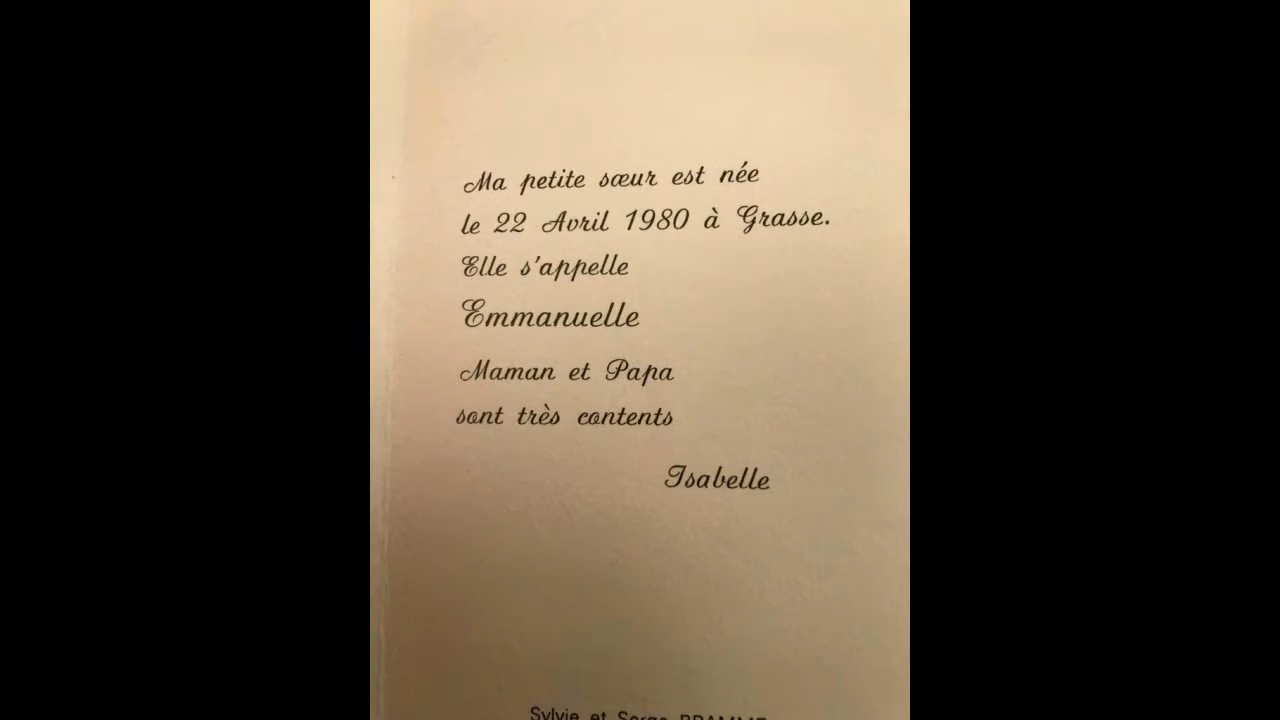 Ma petite sœur est née
le 22 Avril 1980 à Grasse.
Elle s'appelle
Emmanuelle
Maman et Papa
sont très contents
Isabelle
Sylvie et Serge